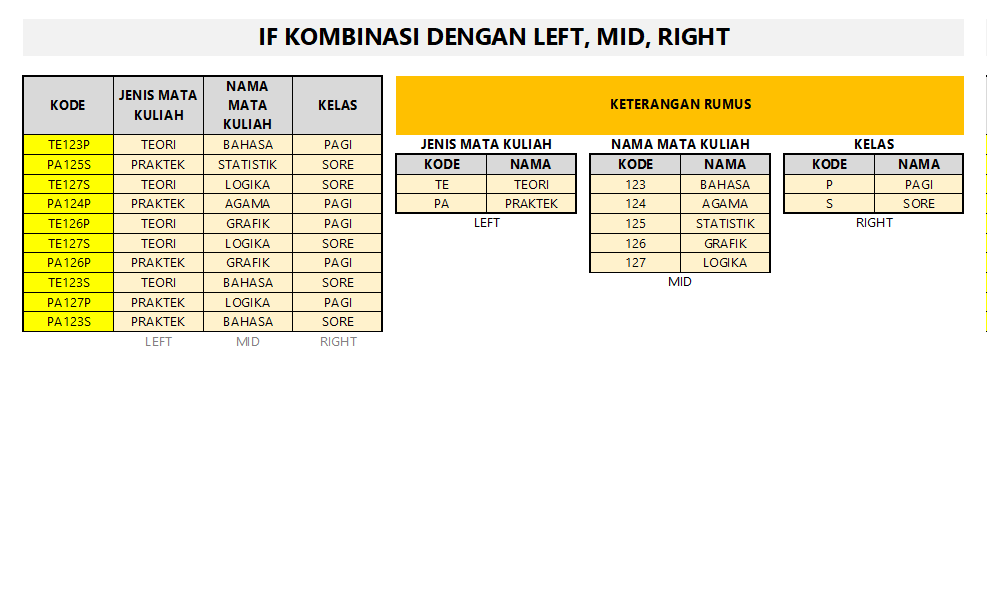 IF KOMBINASI DENGAN LEFT, MID, RIGHT
KODE JENIS MATA KULIAH NAMA MATA KULIAH KELAS
TE123P TEORI BAHASA PAGI
PA125S PRAKTEK STATISTIK SORE
TE127S TEORI LOGIKA SORE
PA124P PRAKTEK AGAMA PAGI
TE126P TEORI GRAFIK PAGI
TE127S TEORI LOGIKA SORE
PA126P PRAKTEK GRAFIK PAGI
TE123S TEORI BAHASA SORE
PA127P PRAKTEK LOGIKA PAGI
PA123S PRAKTEK BAHASA SORE
LEFT MID RIGHT
KETERANGAN RUMUS
JENIS MATA KULIAH
KODE NAMA
TE TEORI
PA PRAKTEK
LEFT
NAMA MATA KULIAH
KODE NAMA
123 BAHASA
124 AGAMA
125 STATISTIK
126 GRAFIK
127 LOGIKA
MID
KELAS
KODE NAMA
P PAGI
S SORE
RIGHT